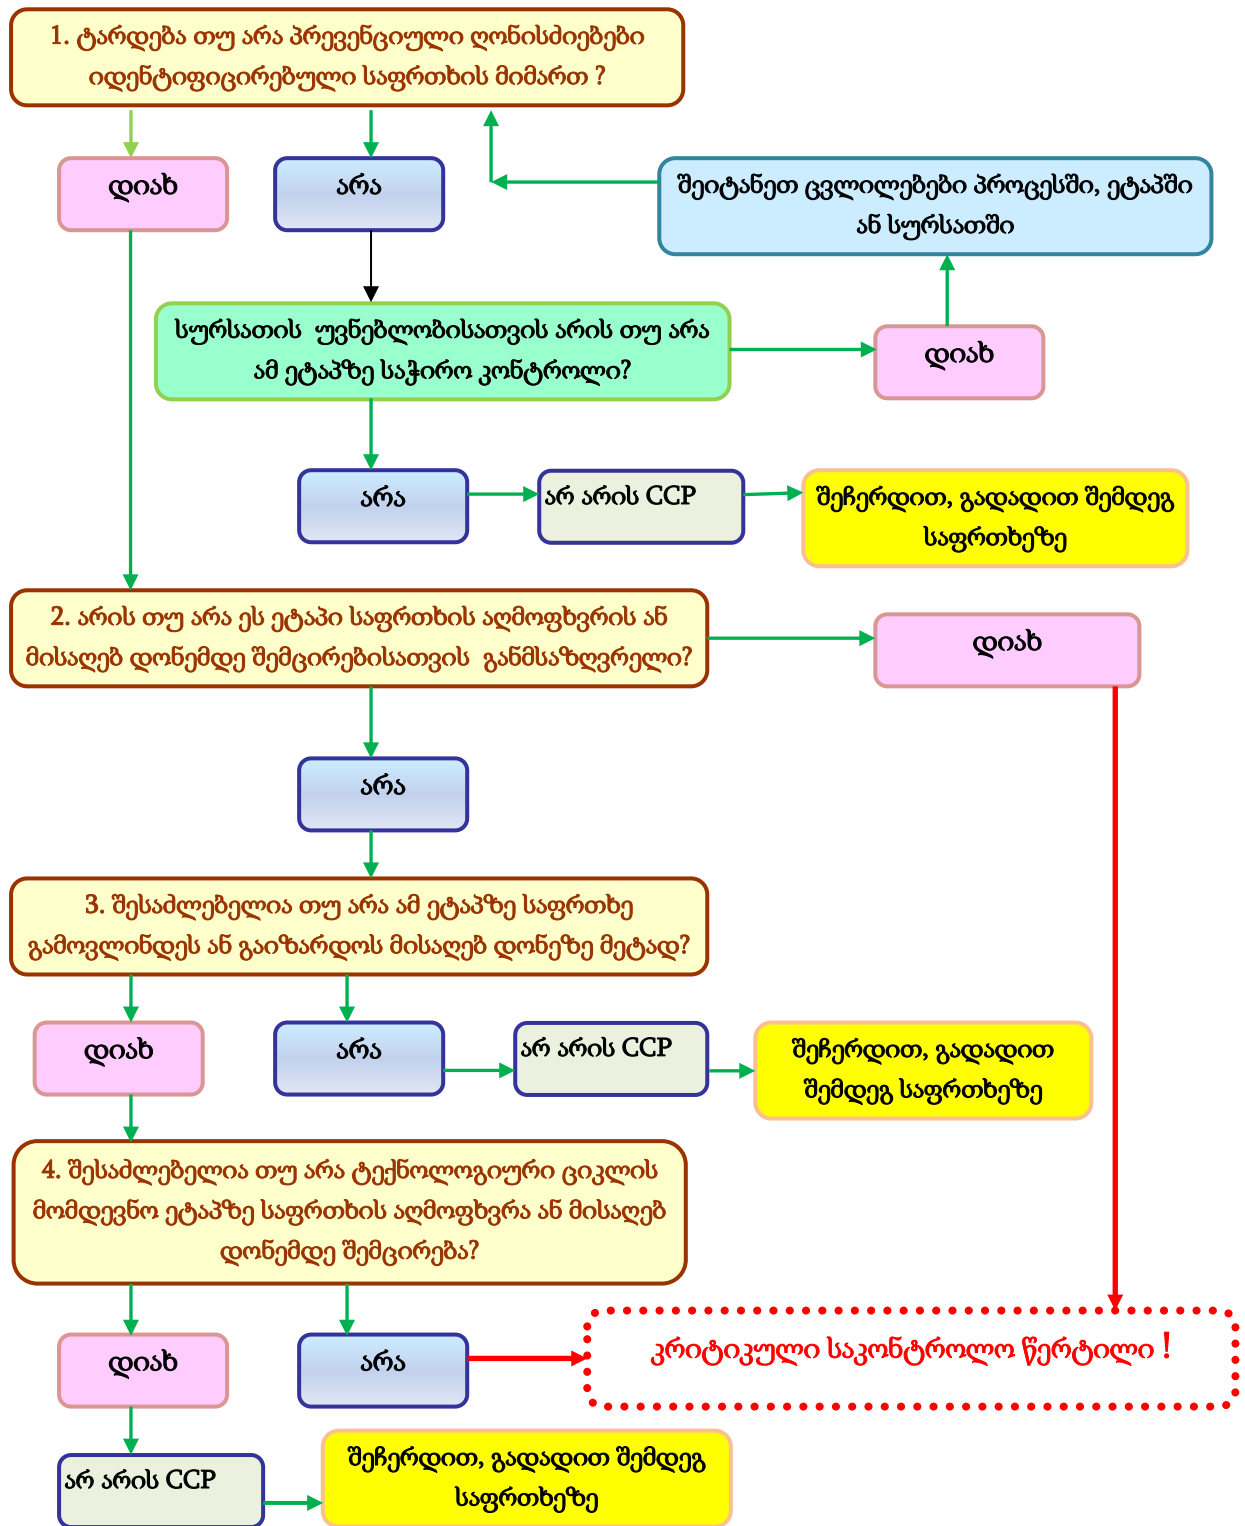 1. ტარდება თუ არა პრევენციული ღონისძიებები
იდენტიფიცირებული საფრთხის მიმართ ?
დიახ
არა
შეიტანეთ ცვლილებები პროცესში, ეტაპში
ან სურსათში
სურსათის უვნებლობისათვის არის თუ არა
ამ ეტაპზე საჭირო კონტროლი?
დიახ
არა
არ არის CCP
შეჩერდით, გადადით შემდეგ
საფრთხეზე
2. არის თუ არა ეს ეტაპი საფრთხის აღმოფხვრის ან
მისაღებ დონემდე შემცირებისათვის განმსაზღვრელი?
დიახ
არა
3. შესაძლებელია თუ არა ამ ეტაპზე საფრთხე
გამოვლინდეს ან გაიზარდოს მისაღებ დონეზე მეტად?
დიახ
არა
არ არის CCP
შეჩერდით, გადადით
შემდეგ საფრთხეზე
4. შესაძლებელია თუ არა ტექნოლოგიური ციკლის
მომდევნო ეტაპზე საფრთხის აღმოფხვრა ან მისაღებ
დონემდე შემცირება?
დიახ
არა
კრიტიკული საკონტროლო წერტილი !
არ არის CCP
შეჩერდით, გადადით შემდეგ
საფრთხეზე